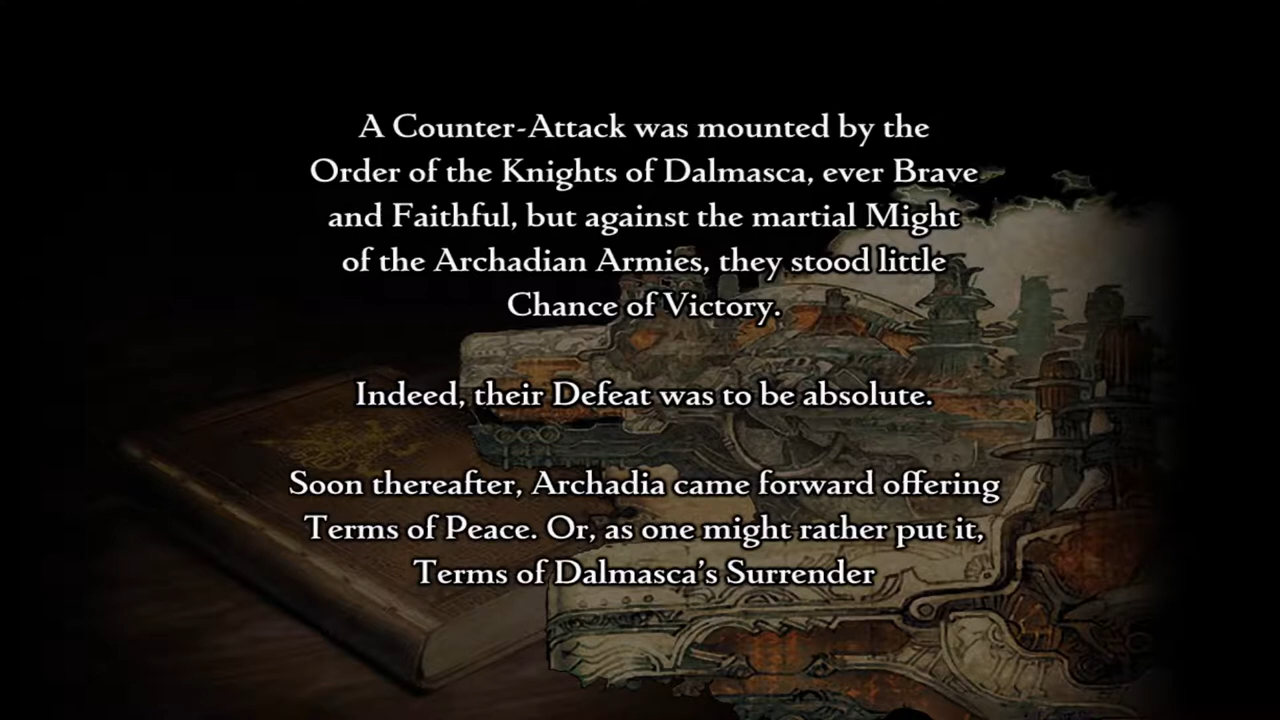 A Counter-Attack was mounted by the
Order of the Knights of Dalmasca, ever Brave
and Faithful, but against the martial Might
of the Archadian Armies, they stood little
Chance of Victory.
Indeed, their Defeat was to be absolute.
Soon thereafter, Archadia came forward offering
Terms of Peace. Or, as one might rather put it,
Terms of Dalmasca's Surrender